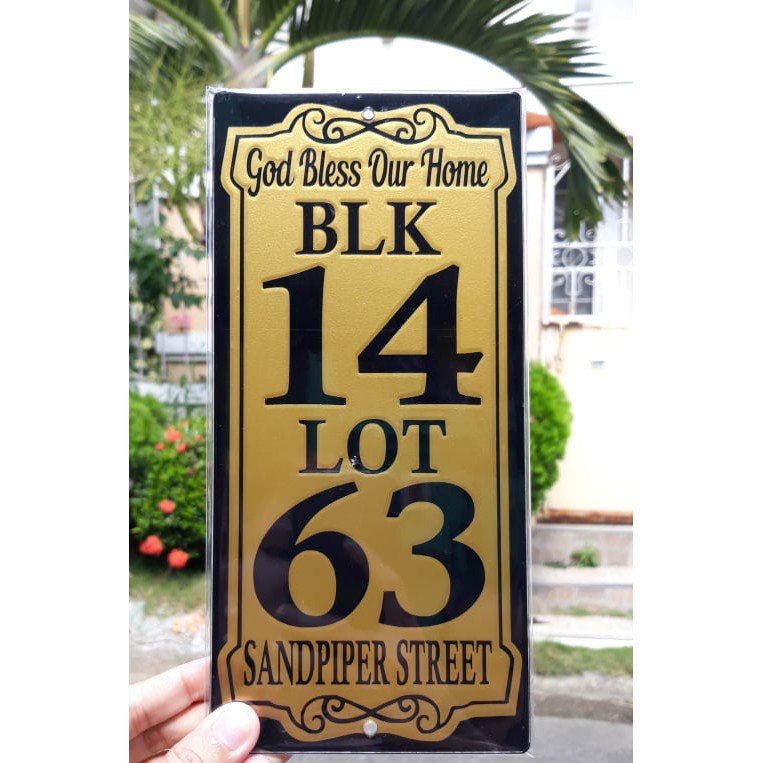 God Bless Our Home
BLK
14
LOT
63
SANDPIPER STREET